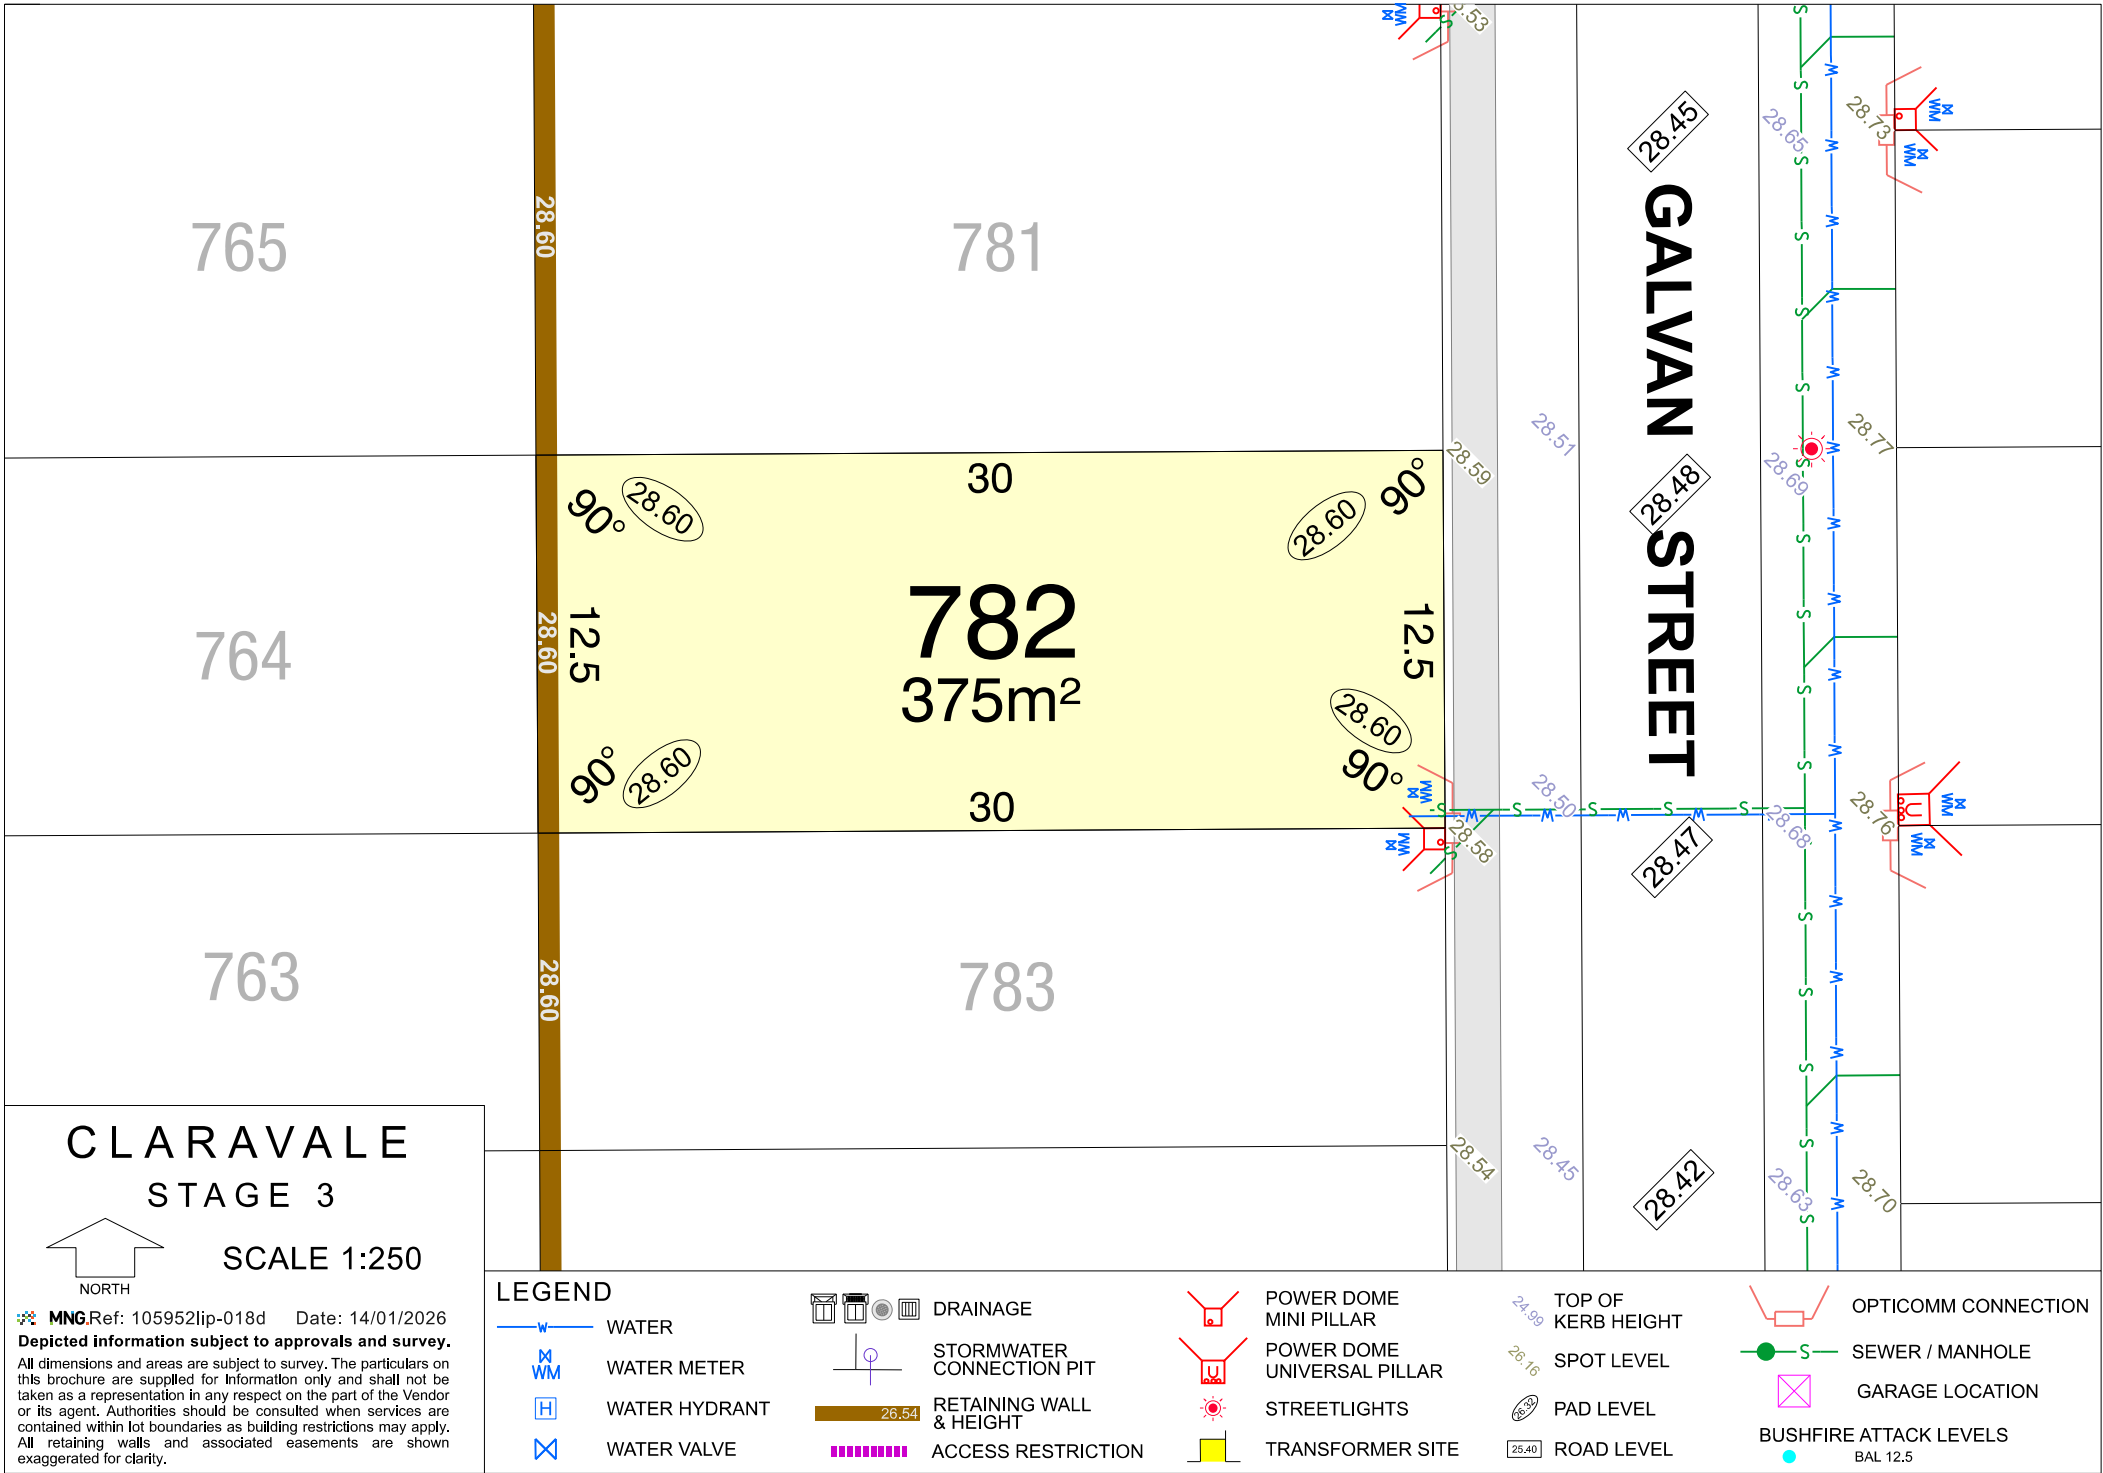 765
781
764
763
783
28.60
28.60
28.60
30
90°
28.60
28.60
90°
12.5
782
375m²
12.5
90°
28.60
28.60
90°
30
GALVAN STREET
28.45
28.48
28.47
28.42
28.59
28.58
28.54
28.51
28.50
28.45
28.65
28.69
28.68
28.63
28.73
28.77
28.76
28.70
CLARAVALE
STAGE 3
SCALE 1:250
NORTH
MNG Ref: 105952lip-018d Date: 14/01/2026
Depicted information subject to approvals and survey.
All dimensions and areas are subject to survey. The particulars on
this brochure are supplied for information only and shall not be
taken as a representation in any respect on the part of the Vendor
or its agent. Authorities should be consulted when services are
contained within lot boundaries as building restrictions may apply.
All retaining walls and associated easements are shown
exaggerated for clarity.
LEGEND
W WATER
WM WATER METER
H WATER HYDRANT
WATER VALVE
DRAINAGE
STORMWATER
CONNECTION PIT
26.54 RETAINING WALL
& HEIGHT
ACCESS RESTRICTION
POWER DOME
MINI PILLAR
POWER DOME
UNIVERSAL PILLAR
STREETLIGHTS
TRANSFORMER SITE
24.99 TOP OF
KERB HEIGHT
26.16 SPOT LEVEL
26.32 PAD LEVEL
25.40 ROAD LEVEL
OPTICOMM CONNECTION
S SEWER / MANHOLE
GARAGE LOCATION
BUSHFIRE ATTACK LEVELS
BAL 12.5